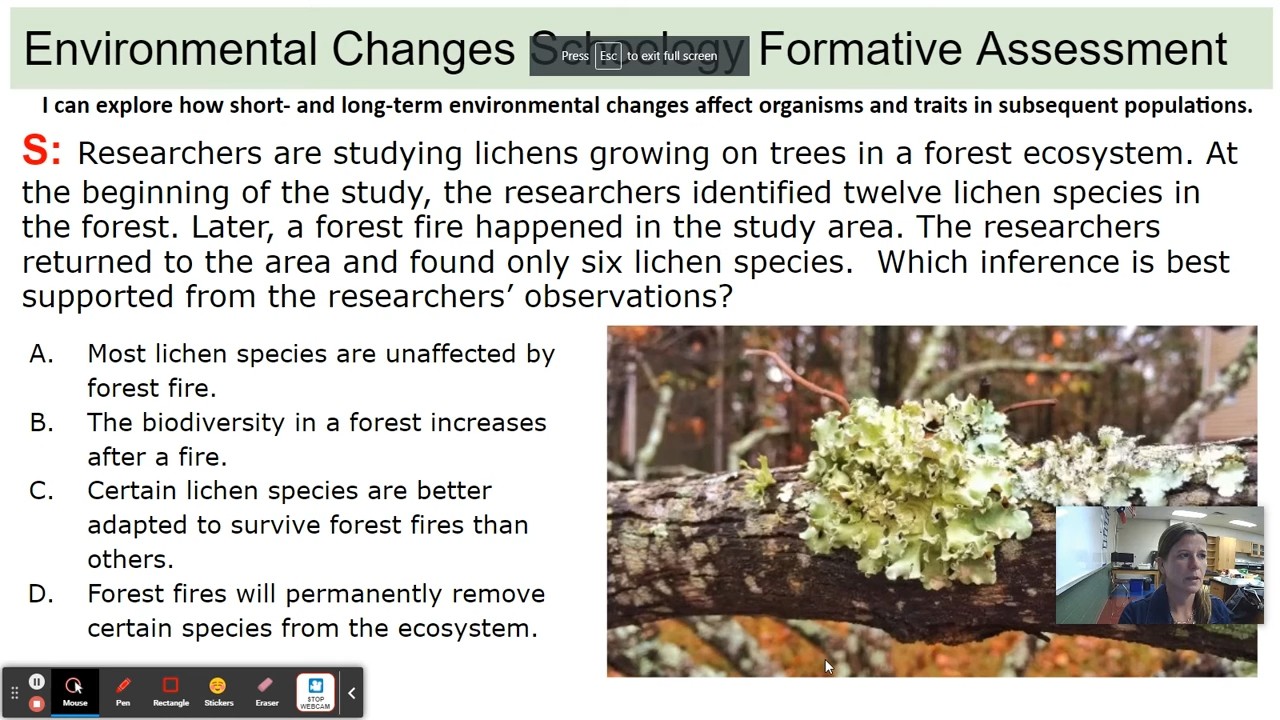 Environmental Changes Schoology Formative Assessment
Press Esc to exit full screen
I can explore how short- and long-term environmental changes affect organisms and traits in subsequent populations.
S: Researchers are studying lichens growing on trees in a forest ecosystem. At
the beginning of the study, the researchers identified twelve lichen species in
the forest. Later, a forest fire happened in the study area. The researchers
returned to the area and found only six lichen species. Which inference is best
supported from the researchers’ observations?
A. Most lichen species are unaffected by
forest fire.
B. The biodiversity in a forest increases
after a fire.
C. Certain lichen species are better
adapted to survive forest fires than
others.
D. Forest fires will permanently remove
certain species from the ecosystem.
Mouse Pen Rectangle Stickers Eraser STOP
WEBCAM